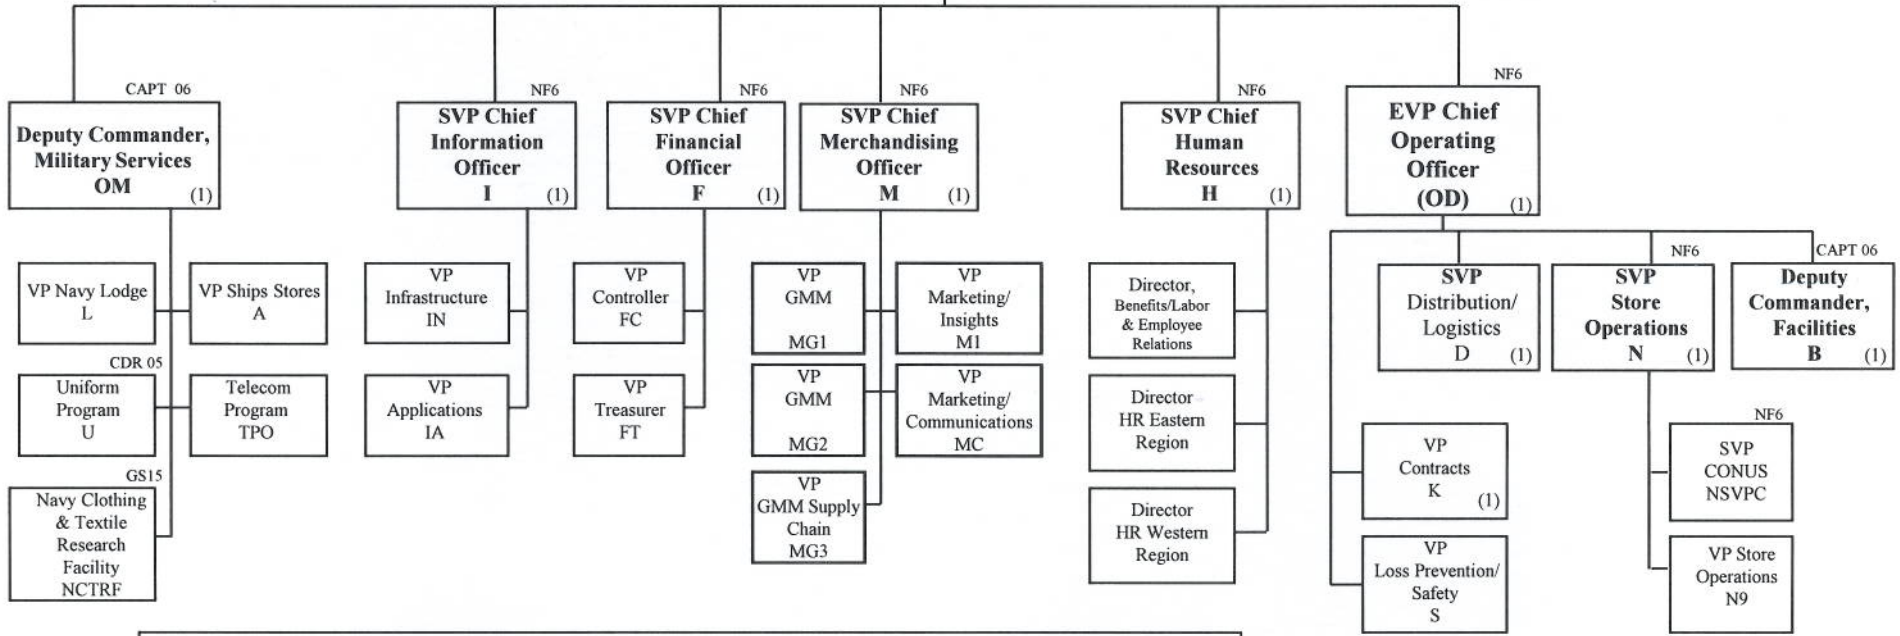 CAPT 06
Deputy Commander,
Military Services
OM
(1)
NF6
SVP Chief
Information
Officer
I
(1)
NF6
SVP Chief
Financial
Officer
F
(1)
NF6
SVP Chief
Merchandising
Officer
M
(1)
NF6
SVP Chief
Human
Resources
H
(1)
NF6
EVP Chief
Operating
Officer
(OD)
(1)
VP Navy Lodge
L
VP Ships Stores
A
CDR 05
Uniform
Program
U
Telecom
Program
TPO
GS15
Navy Clothing
& Textile
Research
Facility
NCTRF
VP
Infrastructure
IN
VP
Applications
IA
VP
Controller
FC
VP
Treasurer
FT
VP
GMM
MG1
VP
Marketing/
Insights
M1
VP
GMM
MG2
VP
Marketing/
Communications
MC
VP
GMM Supply
Chain
MG3
Director,
Benefits/Labor
& Employee
Relations
Director
HR Eastern
Region
Director
HR Western
Region
SVP
Distribution/
Logistics
D
(1)
NF6
SVP
Store
Operations
N
(1)
CAPT 06
Deputy
Commander,
Facilities
B
(1)
VP
Contracts
K
(1)
VP
Loss Prevention/
Safety
S
NF6
SVP
CONUS
NSVPC
VP Store
Operations
N9